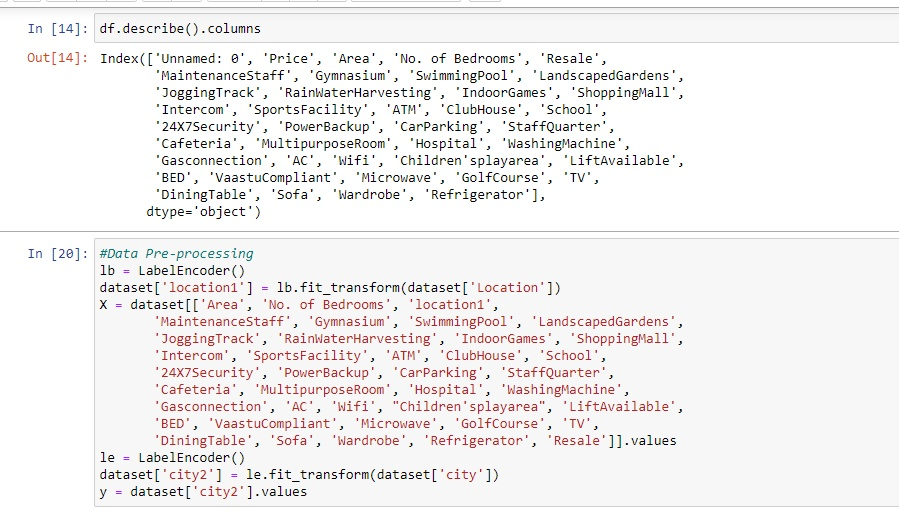 In [14]: df.describe().columns
Out[14]: Index(['Unnamed: 0', 'Price', 'Area', 'No. of Bedrooms', 'Resale',
'MaintenanceStaff', 'Gymnasium', 'SwimmingPool', 'LandscapedGardens',
'JoggingTrack', 'RainWaterHarvesting', 'IndoorGames', 'ShoppingMall',
'Intercom', 'SportsFacility', 'ATM', 'ClubHouse', 'School',
'24X7Security', 'PowerBackup', 'CarParking', 'StaffQuarter',
'Cafeteria', 'MultipurposeRoom', 'Hospital', 'WashingMachine',
'Gasconnection', 'AC', 'Wifi', 'Children'splayarea', 'LiftAvailable',
'BED', 'VaastuCompliant', 'Microwave', 'GolfCourse', 'TV',
'DiningTable', 'Sofa', 'Wardrobe', 'Refrigerator'],
dtype='object')
In [20]: #Data Pre-processing
lb = LabelEncoder()
dataset['location1'] = lb.fit_transform(dataset['Location'])
X = dataset[['Area', 'No. of Bedrooms', 'location1',
'MaintenanceStaff', 'Gymnasium', 'SwimmingPool', 'LandscapedGardens',
'JoggingTrack', 'RainWaterHarvesting', 'IndoorGames', 'ShoppingMall',
'Intercom', 'SportsFacility', 'ATM', 'ClubHouse', 'School',
'24X7Security', 'PowerBackup', 'CarParking', 'StaffQuarter',
'Cafeteria', 'MultipurposeRoom', 'Hospital', 'WashingMachine',
'Gasconnection', 'AC', 'Wifi', "Children'splayarea", 'LiftAvailable',
'BED', 'VaastuCompliant', 'Microwave', 'GolfCourse', 'TV',
'DiningTable', 'Sofa', 'Wardrobe', 'Refrigerator', 'Resale']].values
le = LabelEncoder()
dataset['city2'] = le.fit_transform(dataset['city'])
y = dataset['city2'].values